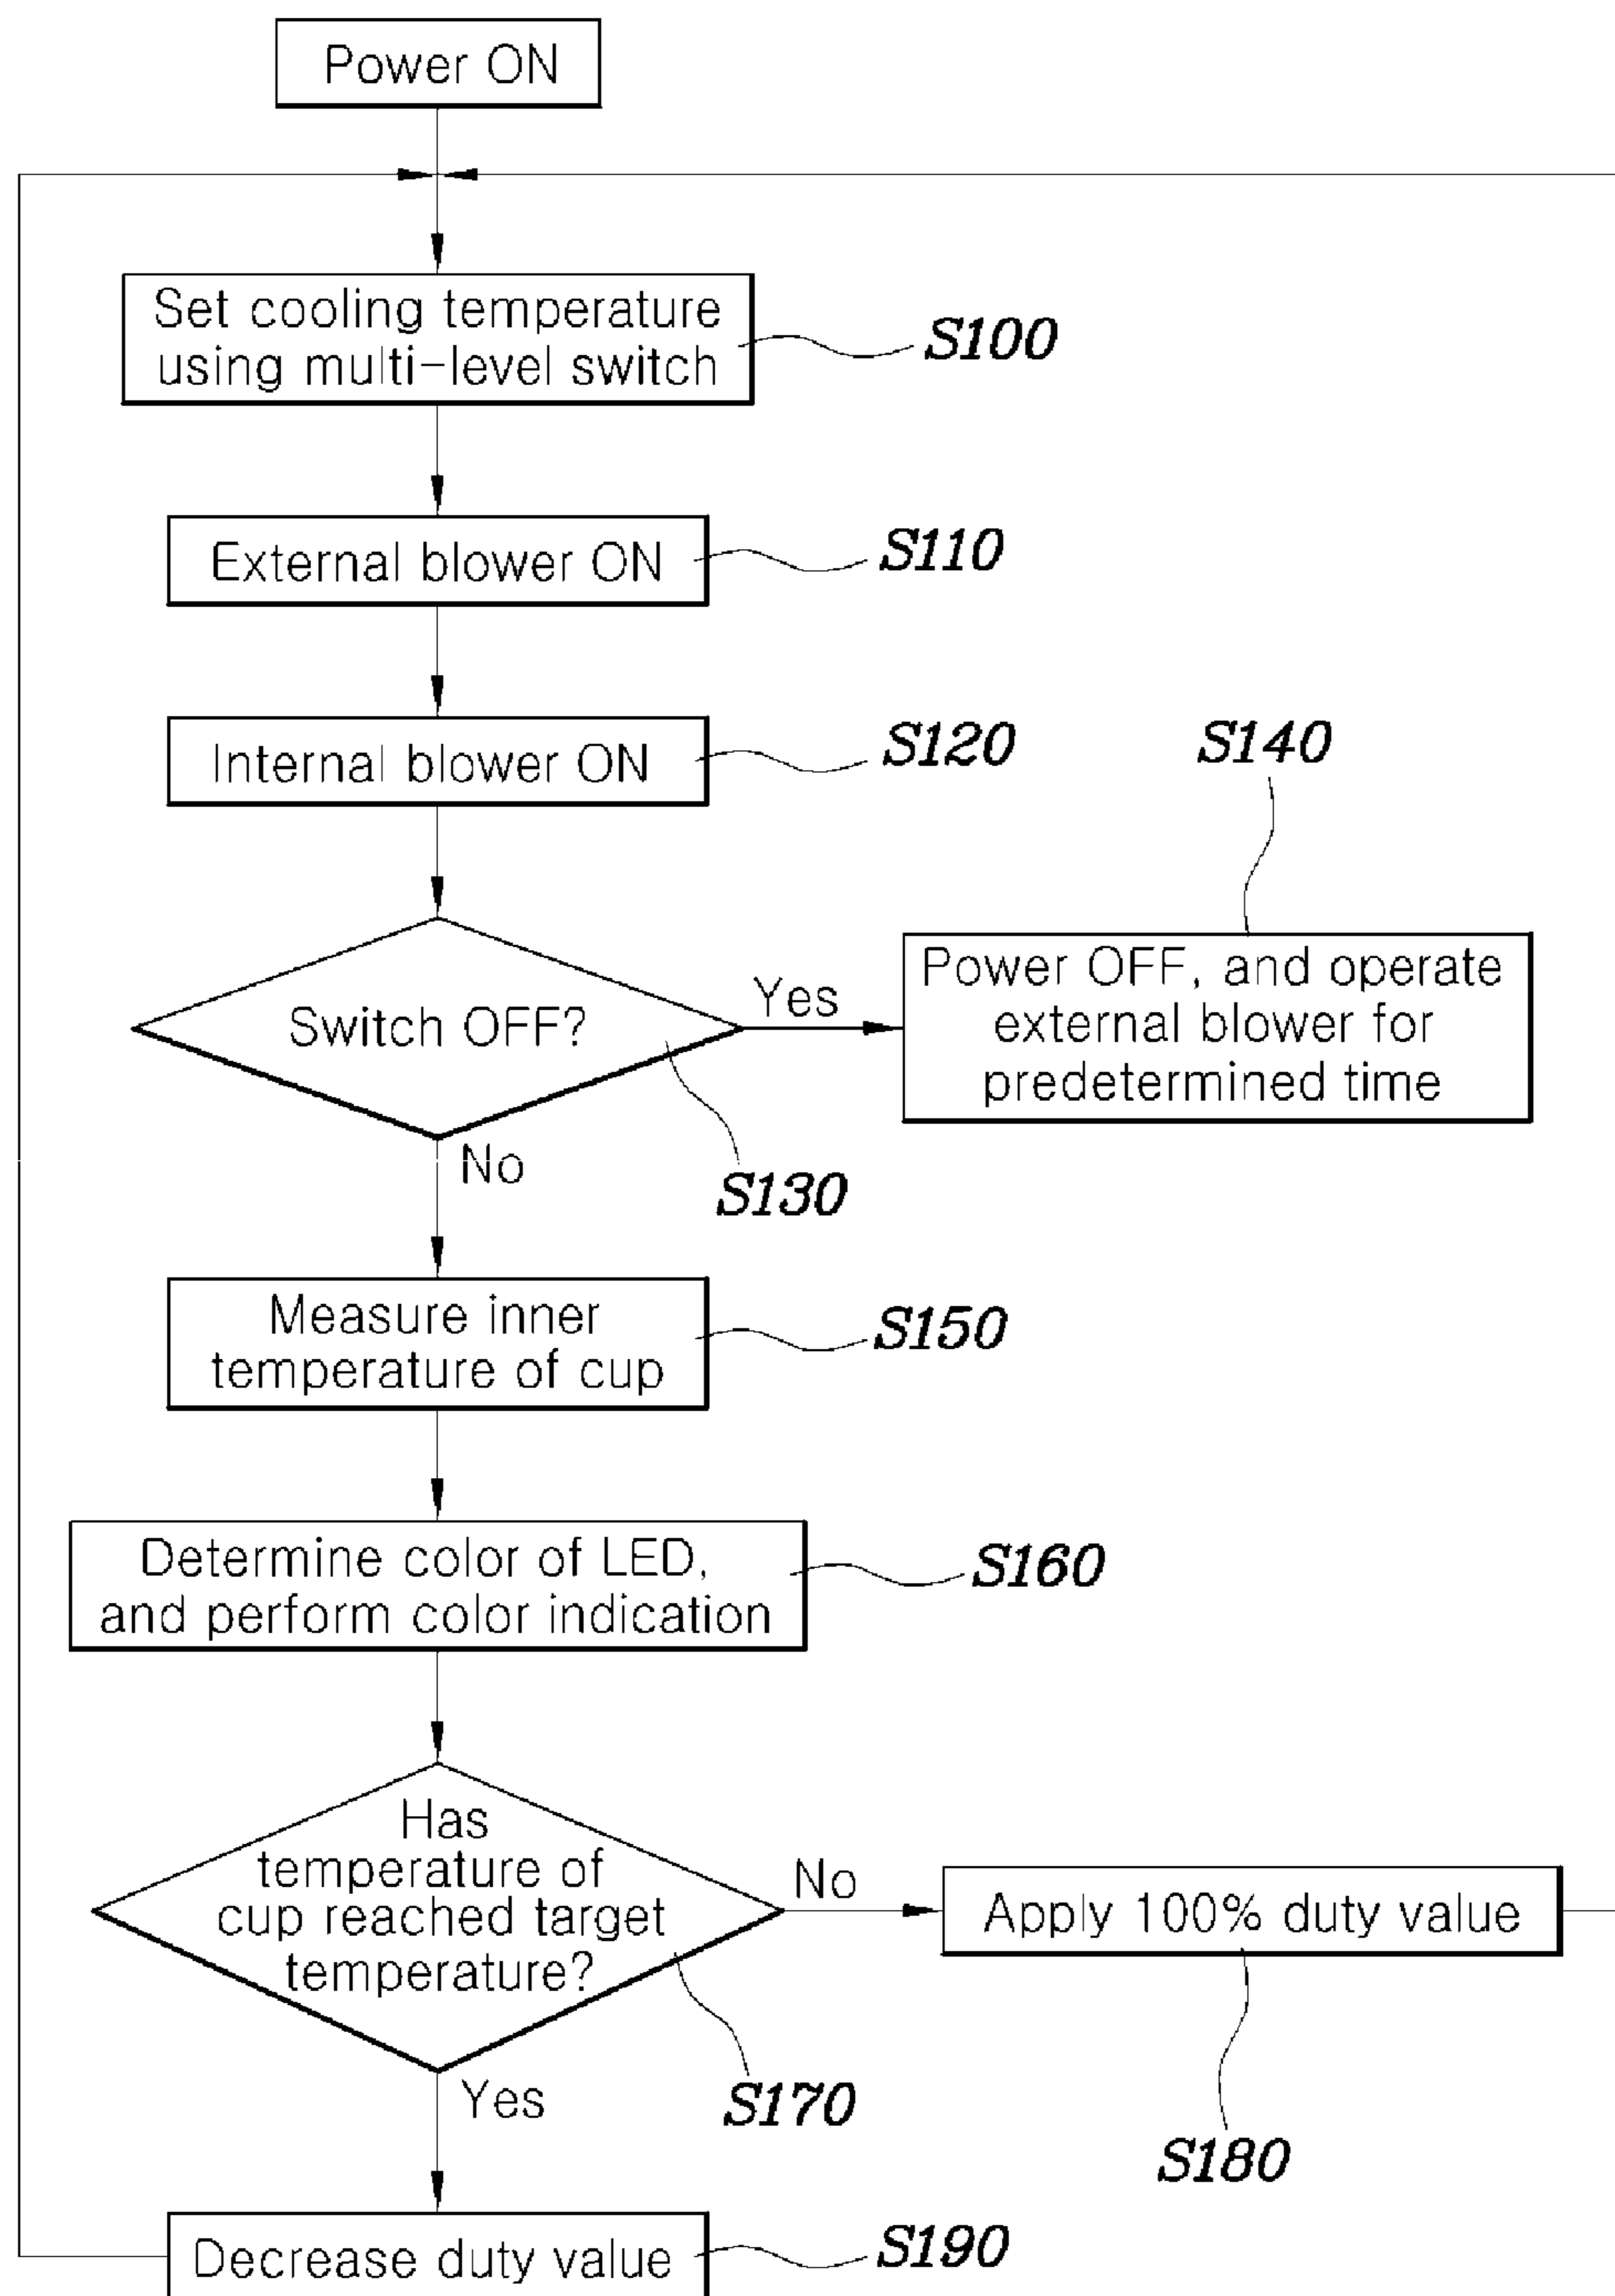 Power ON
Set cooling temperature
using multi-level switch
S100
External blower ON
S110
Internal blower ON
S120
S140
Switch OFF?
Yes
Power OFF, and operate
external blower for
predetermined time
No
S130
Measure inner
temperature of cup
S150
Determine color of LED,
and perform color indication
S160
Has
temperature of
cup reached target
temperature?
No
Apply 100% duty value
Yes
S170
S180
Decrease duty value
S190